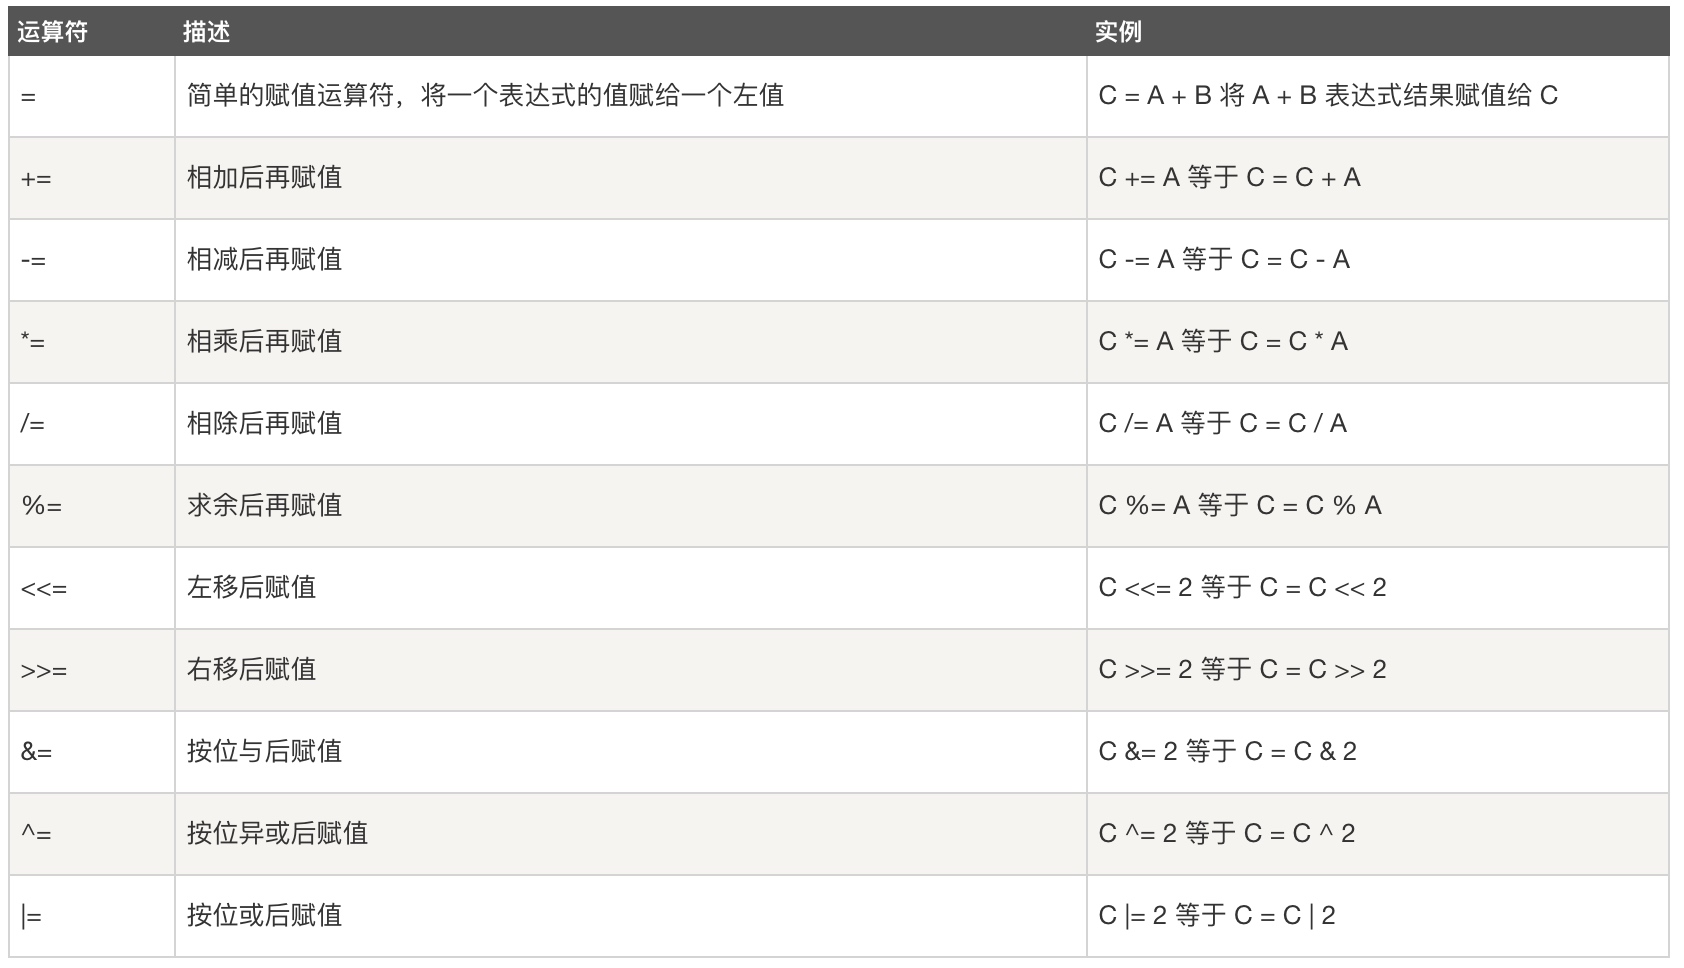 运算符 描述 实例
= 简单的赋值运算符，将一个表达式的值赋给一个左值 C = A + B 将 A + B 表达式结果赋值给 C
+= 相加后再赋值 C += A 等于 C = C + A
-= 相减后再赋值 C -= A 等于 C = C - A
*= 相乘后再赋值 C *= A 等于 C = C * A
/= 相除后再赋值 C /= A 等于 C = C / A
%= 求余后再赋值 C %= A 等于 C = C % A
<<= 左移后赋值 C <<= 2 等于 C = C << 2
>>= 右移后赋值 C >>= 2 等于 C = C >> 2
&= 按位与后赋值 C &= 2 等于 C = C & 2
^= 按位异或后赋值 C ^= 2 等于 C = C ^ 2
|= 按位或后赋值 C |= 2 等于 C = C | 2